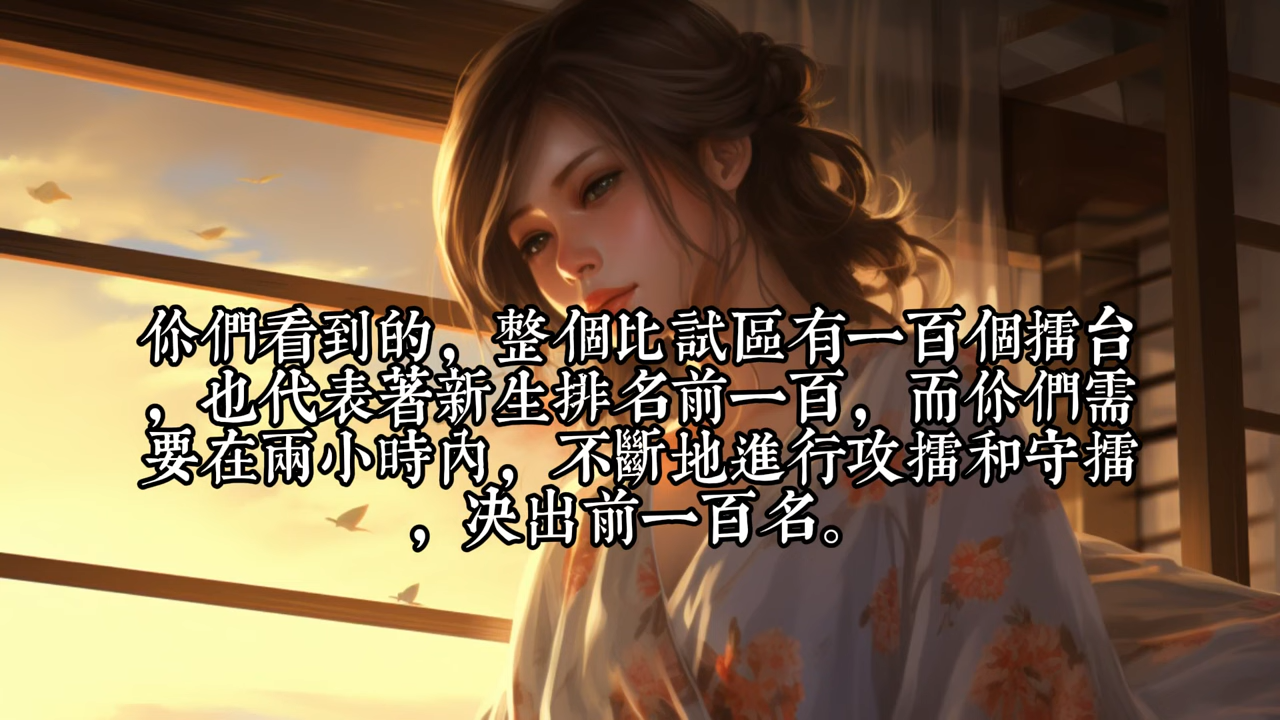 你們看到的，整個比試區有一百個擂台
，也代表著新生排名前一百，而你們需
要在兩小時內，不斷地進行攻擂和守擂
，決出前一百名。